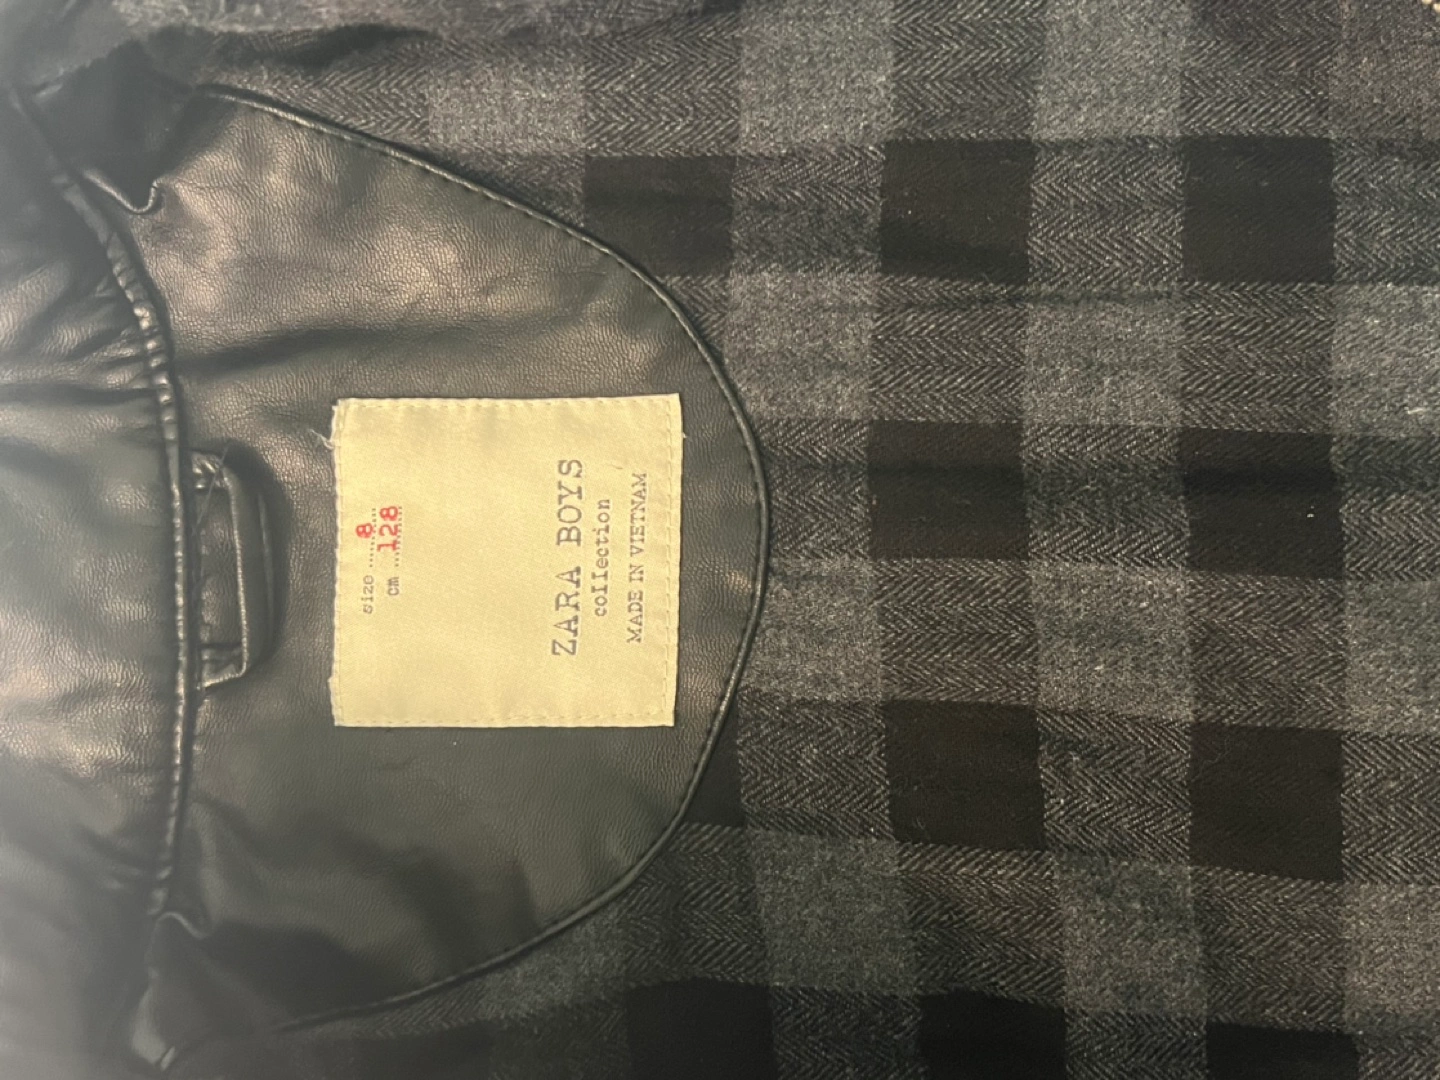 size ........ 8
cm ........ 128
ZARA BOYS
collection
MADE IN VIETNAM